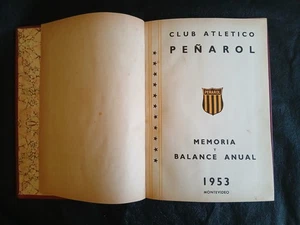 CLUB ATLETICO
PEÑAROL
PEÑAROL
MEMORIA
Y
BALANCE ANUAL
1953
MONTEVIDEO